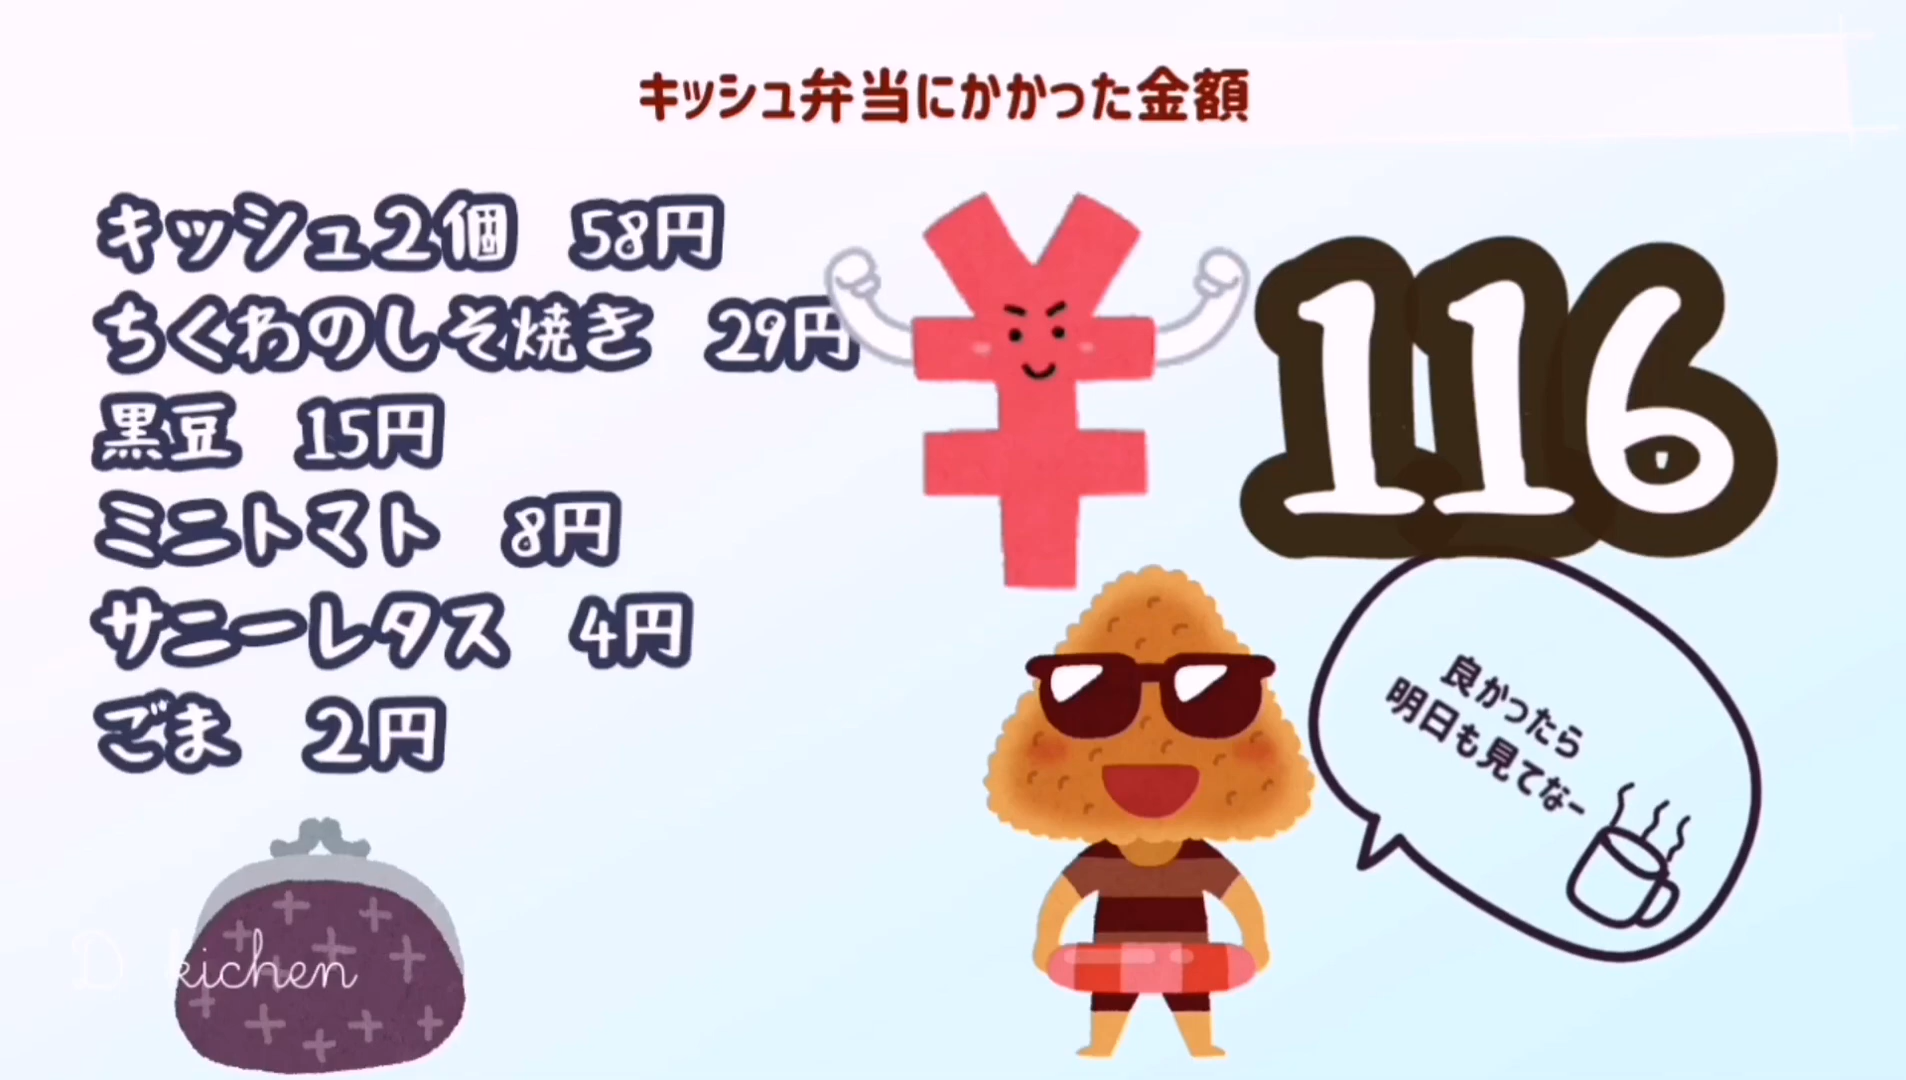 キッシュ弁当にかかった金額
キッシュ２個　58円
ちくわのしそ焼き　29円
黒豆　15円
ミニトマト　8円
サニーレタス　4円
ごま　２円
¥116
良かったら
明日も見てなー
D kichen